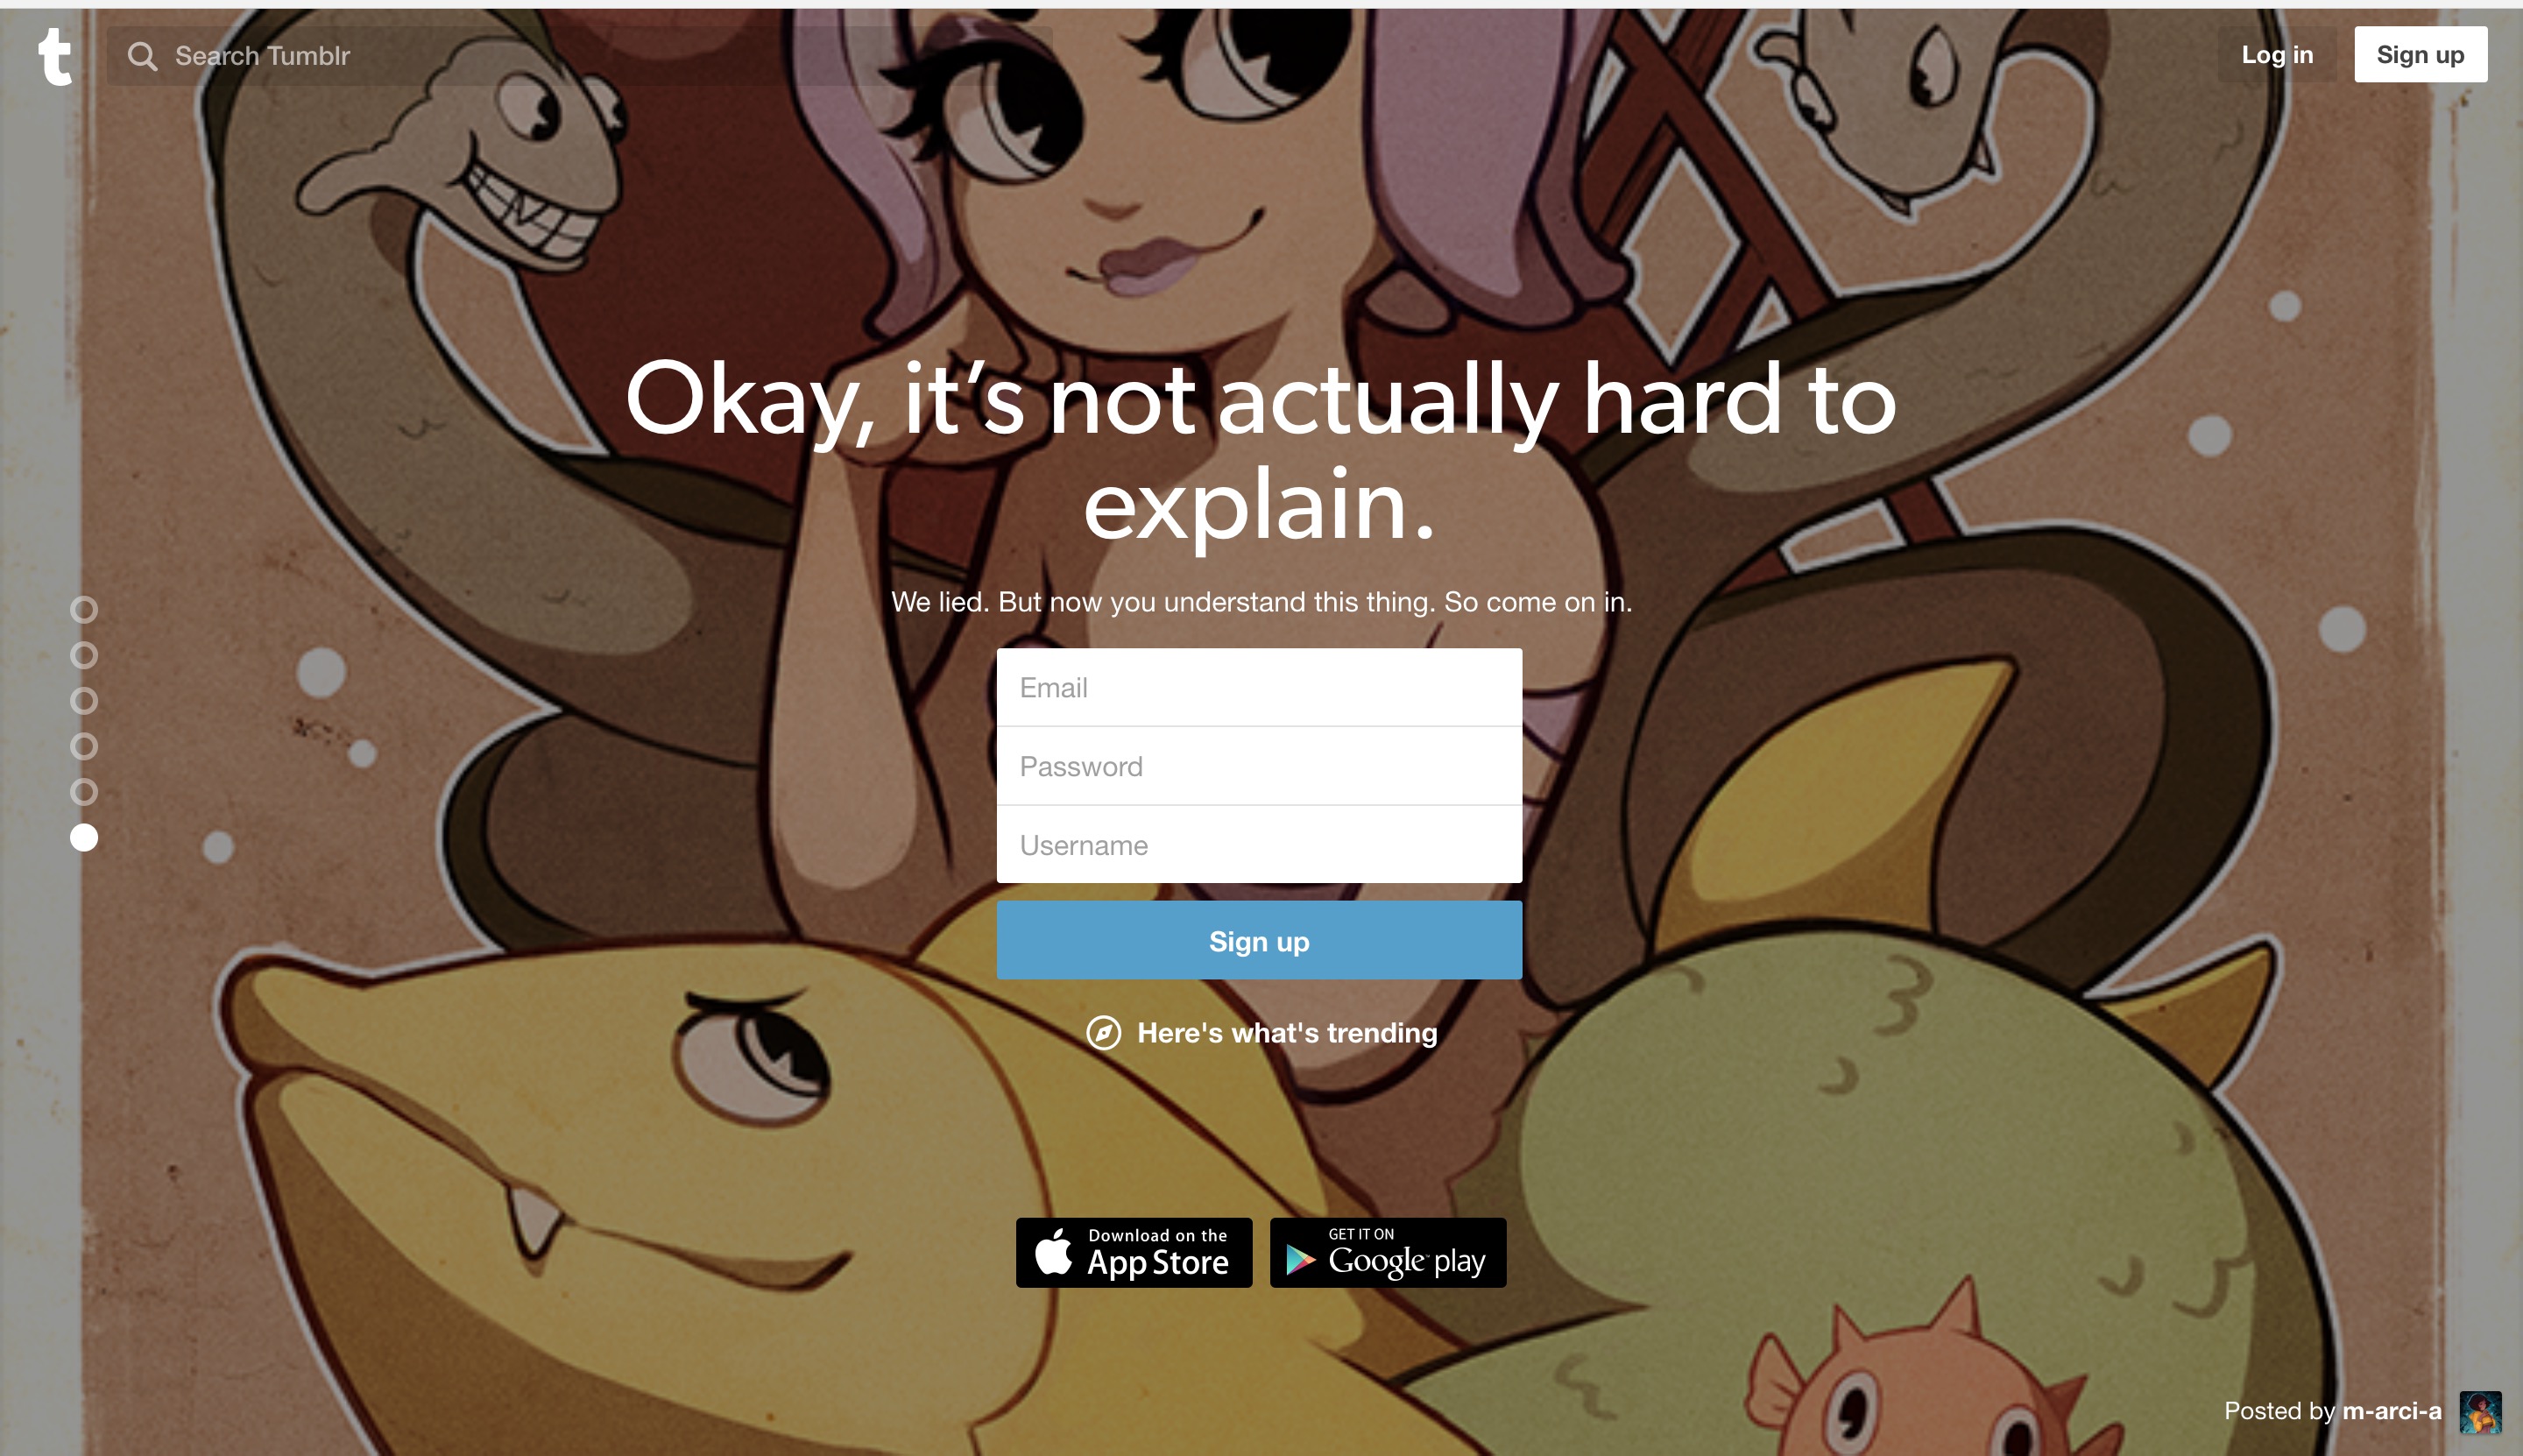 t
Search Tumblr
Log in
Sign up
Okay, it’s not actually hard to
explain.
We lied. But now you understand this thing. So come on in.
Email
Password
Username
Sign up
Here's what's trending
Download on the
App Store
GET IT ON
Google play
Posted by m-arci-a